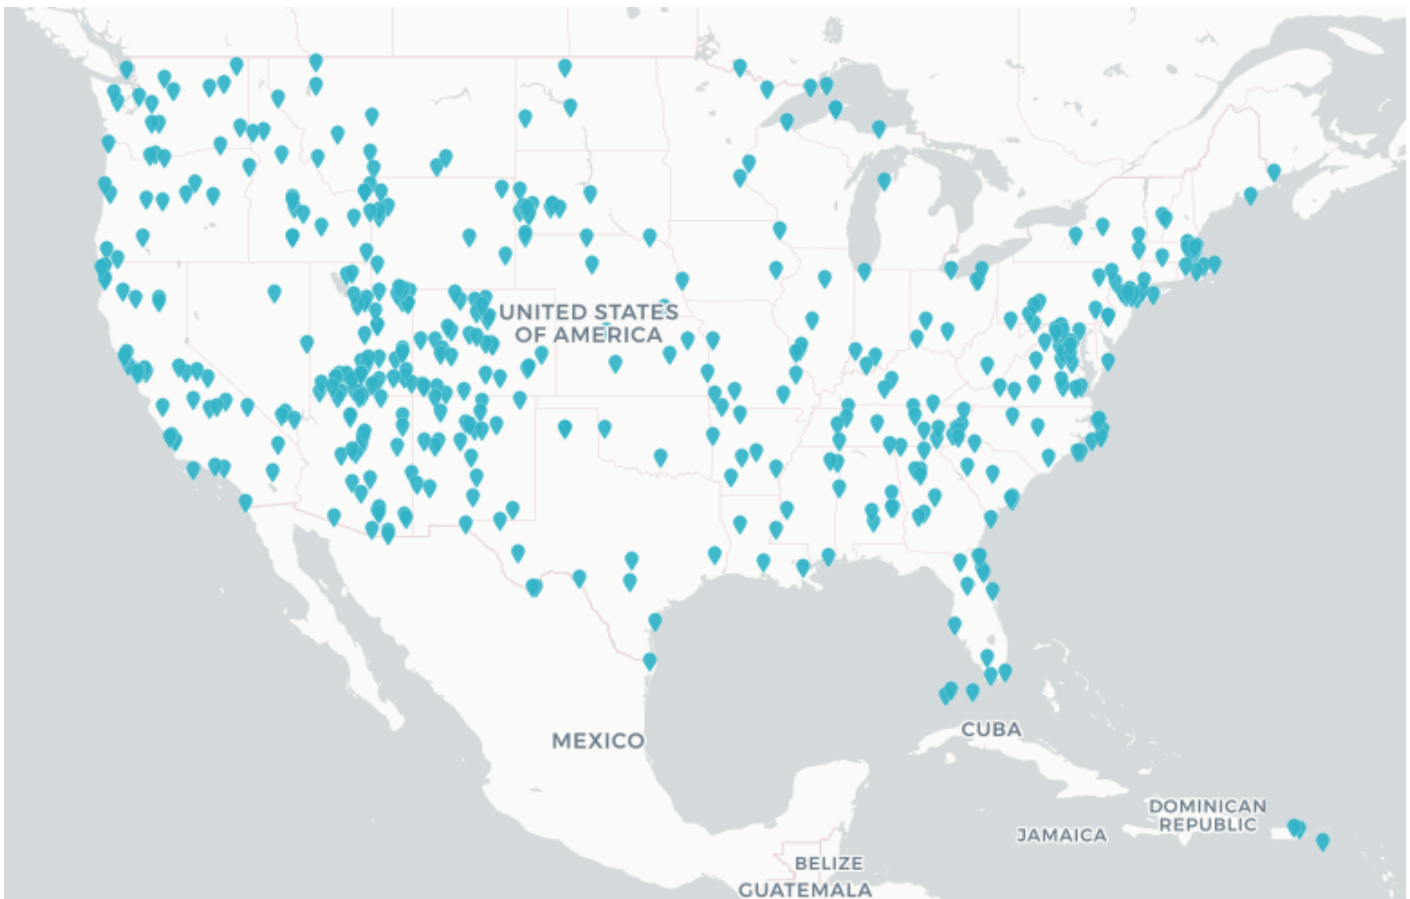 UNITED STATES
OF AMERICA
MEXICO
CUBA
DOMINICAN
REPUBLIC
JAMAICA
BELIZE
GUATEMALA